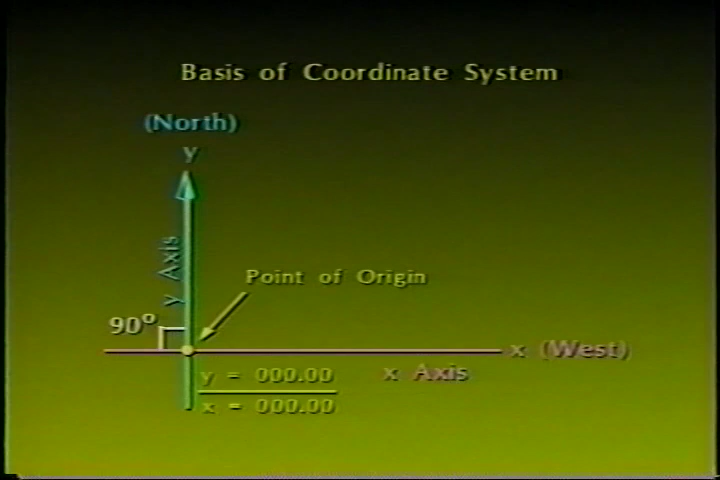 Basis of Coordinate System
(North)
y
y Axis
Point of Origin
90°
x (West)
y = 000.00
x Axis
x = 000.00